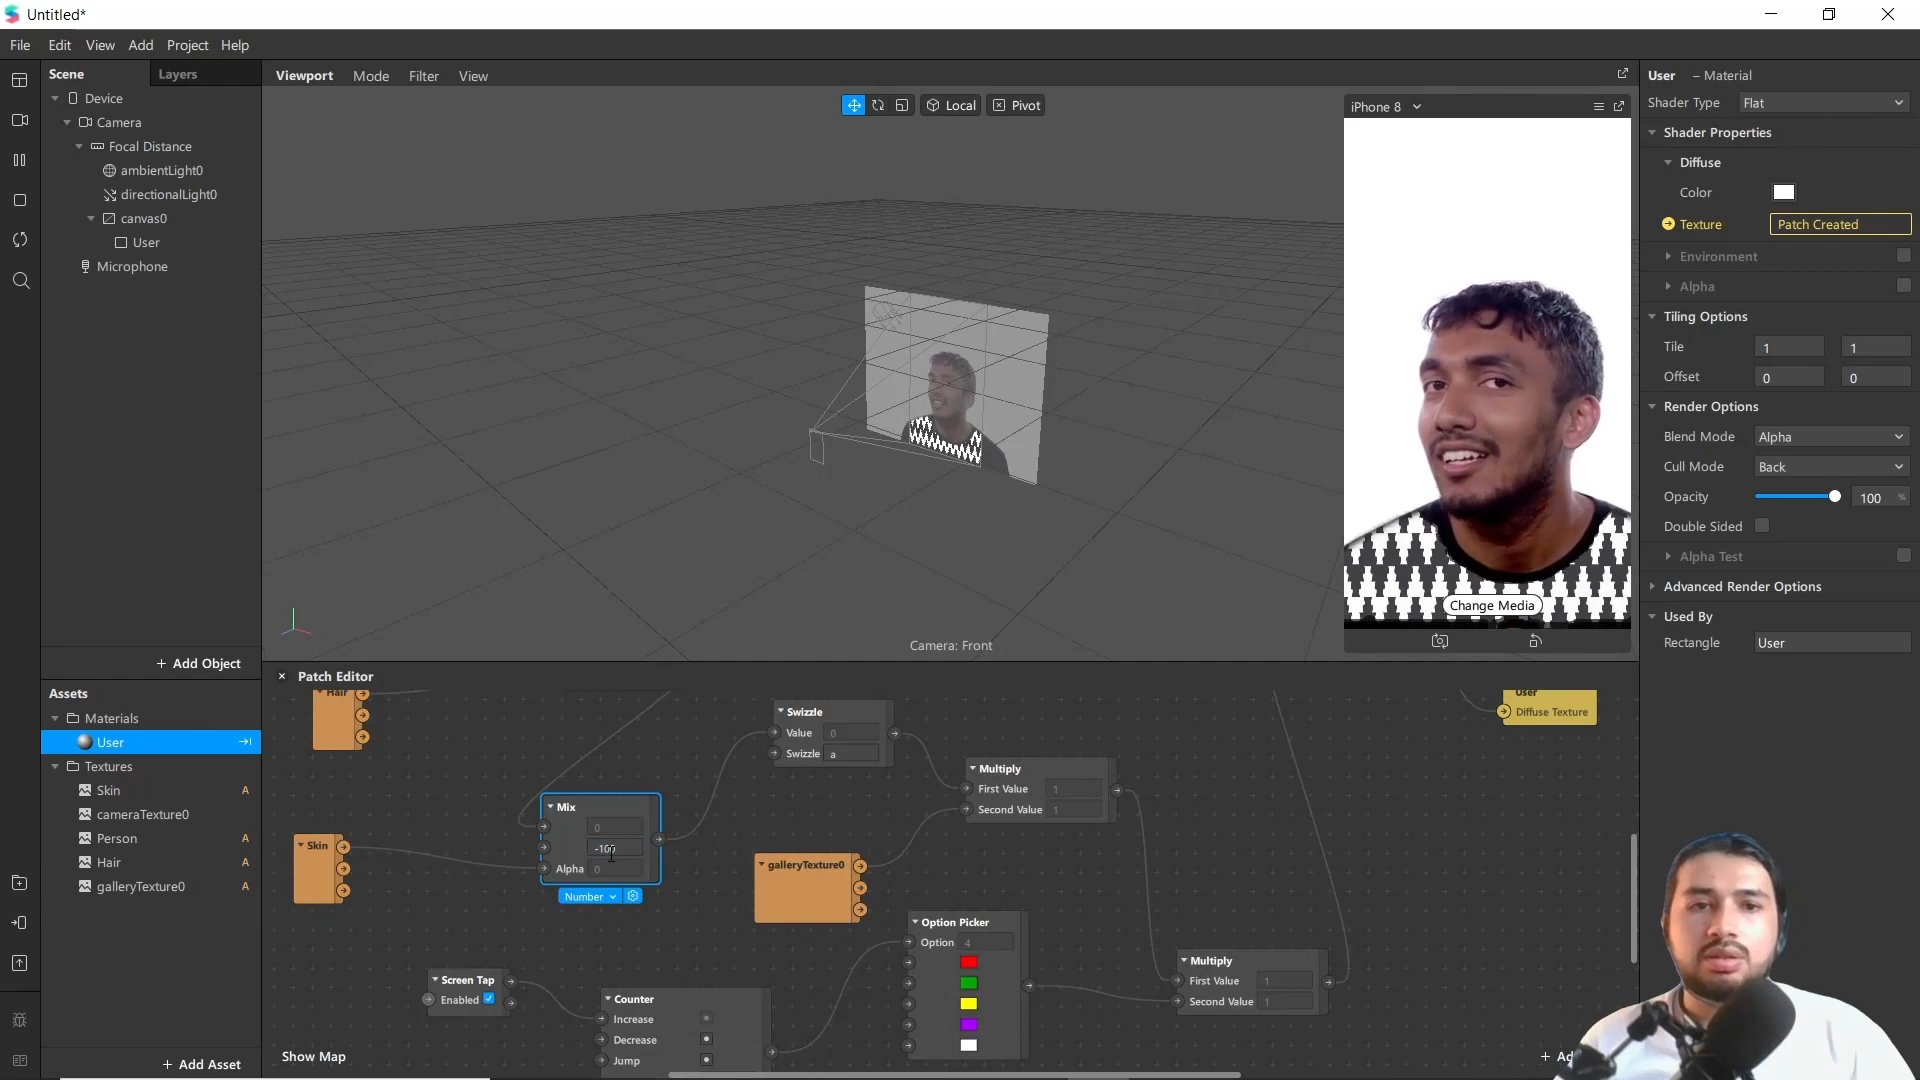 Untitled*
File Edit View Add Project Help
Scene Layers
Device
Camera
Focal Distance
ambientLight0
directionalLight0
canvas0
User
Microphone
+ Add Object
Assets
Materials
User
Textures
Skin A
cameraTexture0
Person A
Hair A
galleryTexture0 A
+ Add Asset
Viewport Mode Filter View
Local Pivot
Camera: Front
iPhone 8
Change Media
Patch Editor
Hair
Skin
Mix
0
-100
Alpha 0
Number
Swizzle
Value 0
Swizzle a
Multiply
First Value 1
Second Value 1
galleryTexture0
Option Picker
Option 4
Screen Tap
Enabled
Counter
Increase
Decrease
Jump
Multiply
First Value 1
Second Value 1
User
Diffuse Texture
Show Map
User – Material
Shader Type Flat
Shader Properties
Diffuse
Color
Texture Patch Created
Environment
Alpha
Tiling Options
Tile 1 1
Offset 0 0
Render Options
Blend Mode Alpha
Cull Mode Back
Opacity 100 %
Double Sided
Alpha Test
Advanced Render Options
Used By
Rectangle User